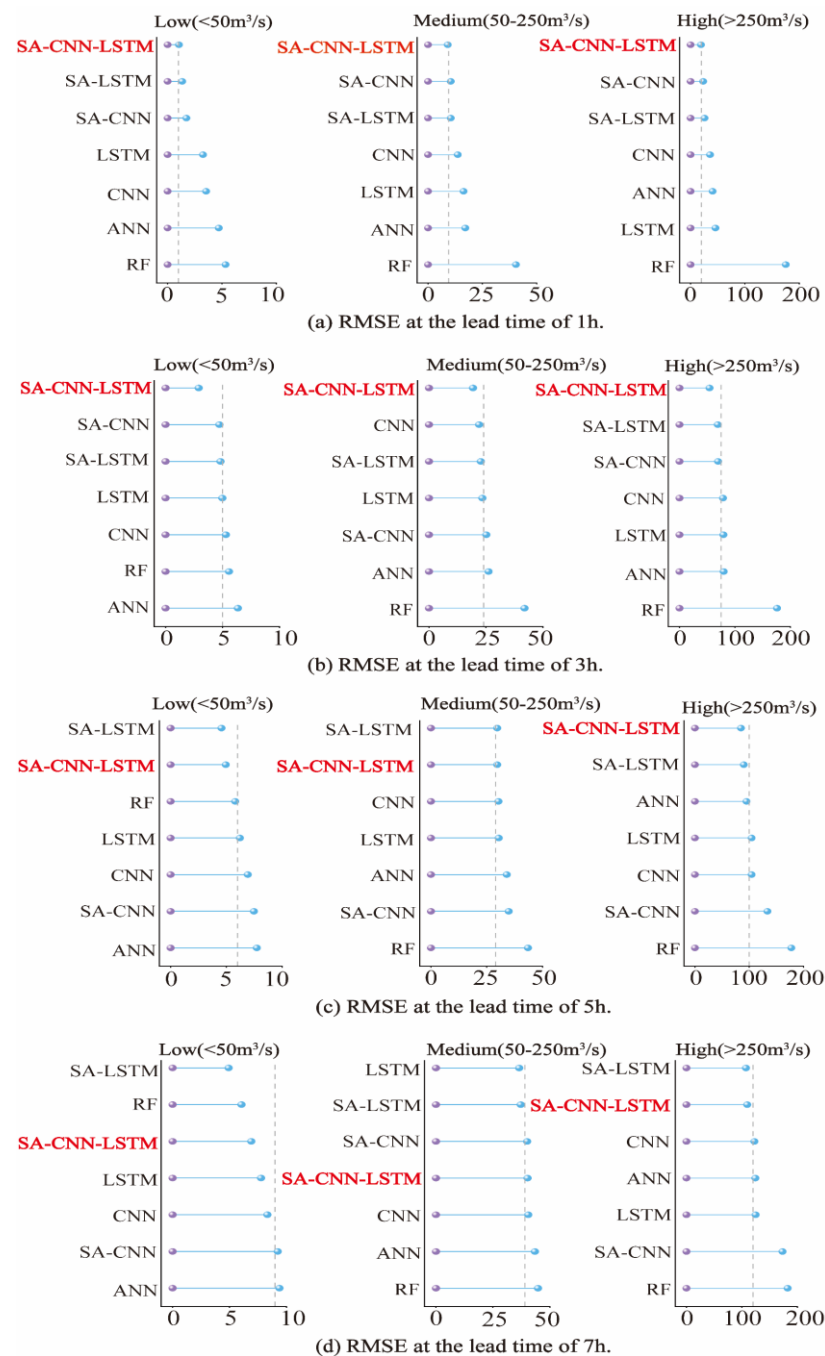 Low(<50m³/s) Medium(50-250m³/s) High(>250m³/s)
SA-CNN-LSTM SA-CNN-LSTM SA-CNN-LSTM
SA-LSTM SA-CNN SA-CNN
SA-CNN SA-LSTM SA-LSTM
LSTM CNN CNN
CNN LSTM ANN
ANN ANN LSTM
RF RF RF
0 5 10 0 25 50 0 100 200
(a) RMSE at the lead time of 1h.
Low(<50m³/s) Medium(50-250m³/s) High(>250m³/s)
SA-CNN-LSTM SA-CNN-LSTM SA-CNN-LSTM
SA-CNN CNN SA-LSTM
SA-LSTM SA-LSTM SA-CNN
LSTM LSTM CNN
CNN SA-CNN LSTM
RF ANN ANN
ANN RF RF
0 5 10 0 25 50 0 100 200
(b) RMSE at the lead time of 3h.
Low(<50m³/s) Medium(50-250m³/s) High(>250m³/s)
SA-LSTM SA-LSTM SA-CNN-LSTM
SA-CNN-LSTM SA-CNN-LSTM SA-LSTM
RF CNN ANN
LSTM LSTM LSTM
CNN ANN CNN
SA-CNN SA-CNN SA-CNN
ANN RF RF
0 5 10 0 25 50 0 100 200
(c) RMSE at the lead time of 5h.
Low(<50m³/s) Medium(50-250m³/s) High(>250m³/s)
SA-LSTM LSTM SA-LSTM
RF SA-LSTM SA-CNN-LSTM
SA-CNN-LSTM SA-CNN CNN
LSTM SA-CNN-LSTM ANN
CNN CNN LSTM
SA-CNN ANN SA-CNN
ANN RF RF
0 5 10 0 25 50 0 100 200
(d) RMSE at the lead time of 7h.